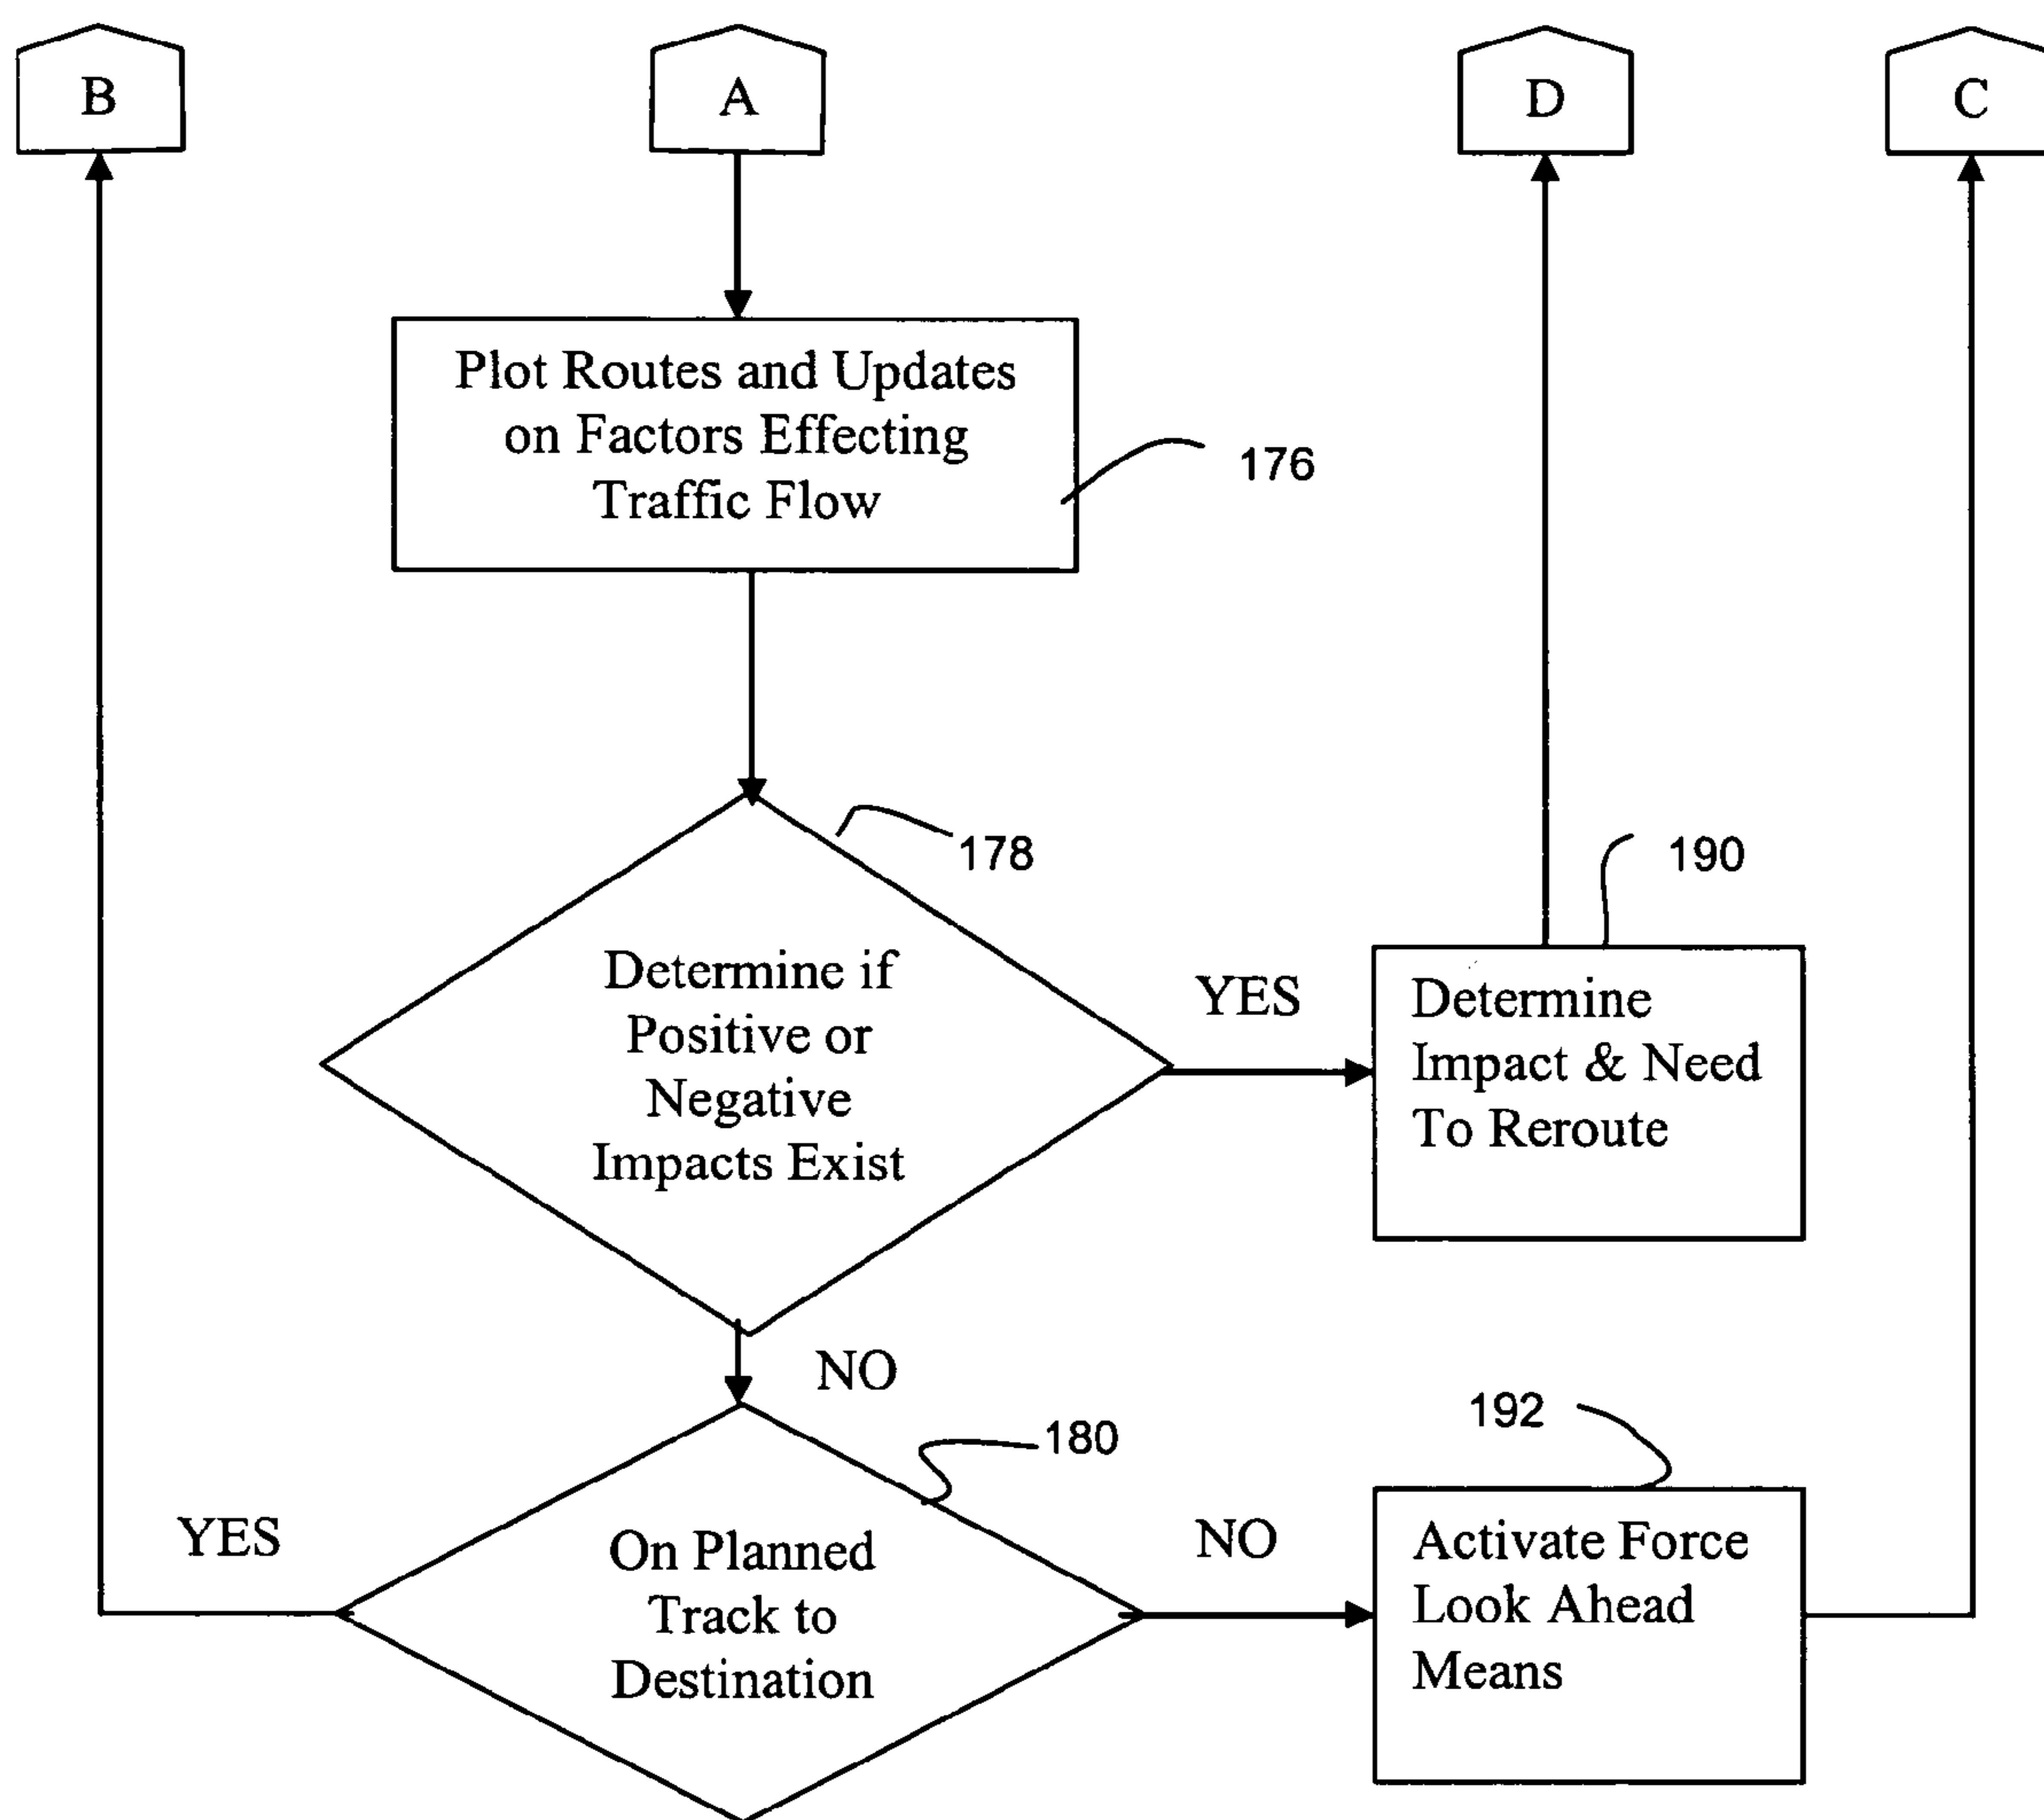 B
A
D
C
Plot Routes and Updates
on Factors Effecting
Traffic Flow
176
178
190
Determine if
Positive or
Negative
Impacts Exist
YES
Determine
Impact & Need
To Reroute
NO
180
192
YES
On Planned
Track to
Destination
NO
Activate Force
Look Ahead
Means